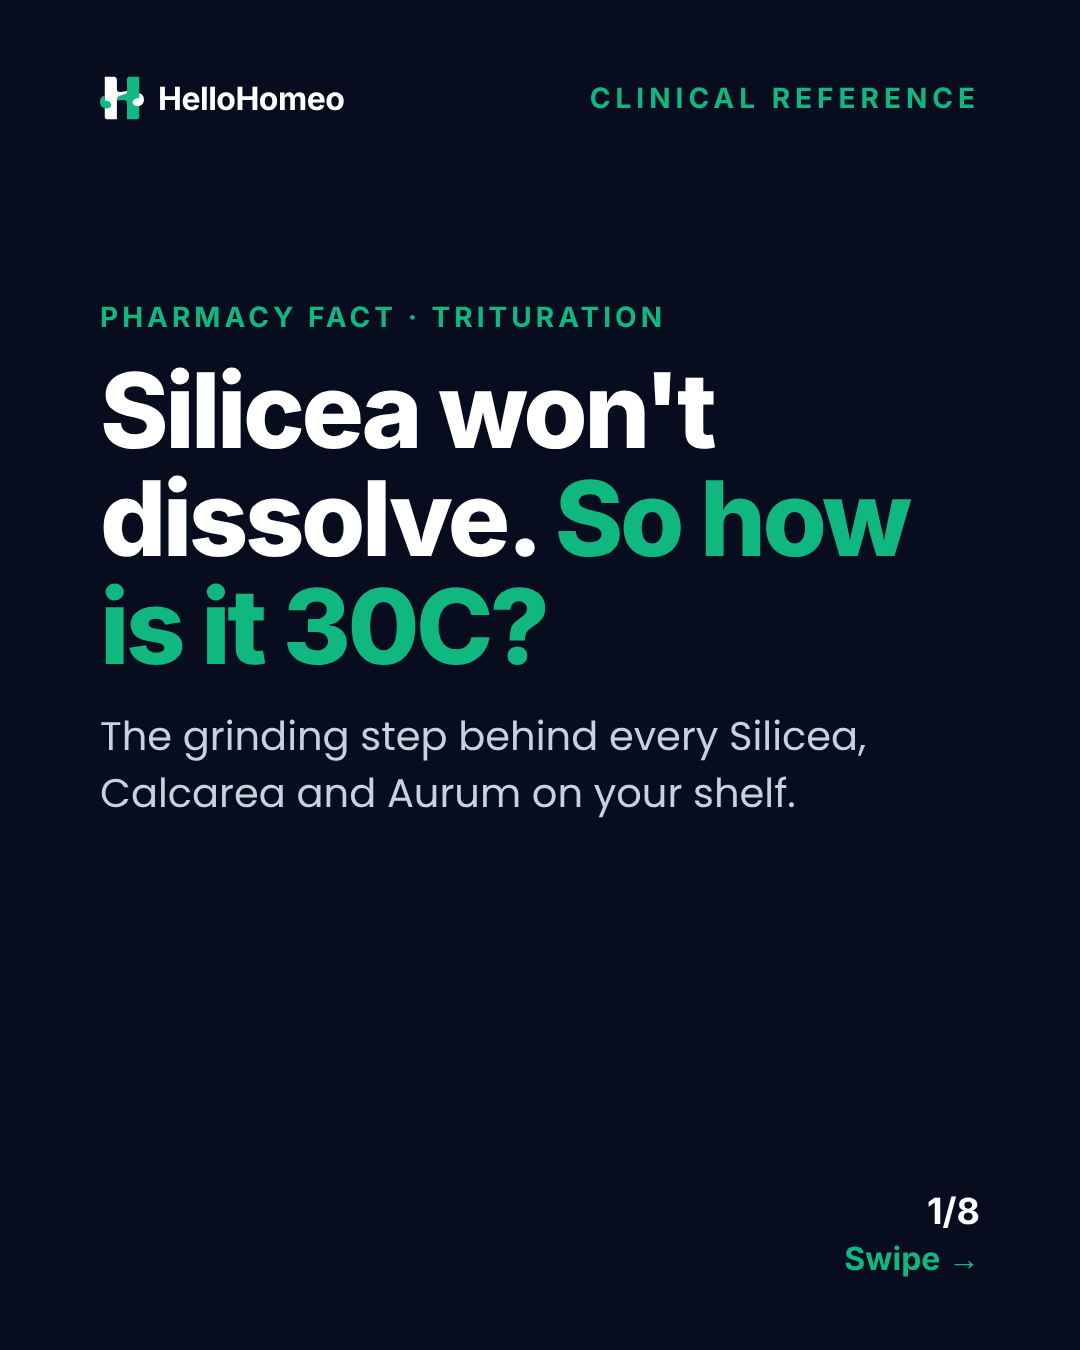 HelloHomeo
CLINICAL REFERENCE
PHARMACY FACT · TRITURATION
Silicea won't
dissolve. So how
is it 30C?
The grinding step behind every Silicea,
Calcarea and Aurum on your shelf.
1/8
Swipe →